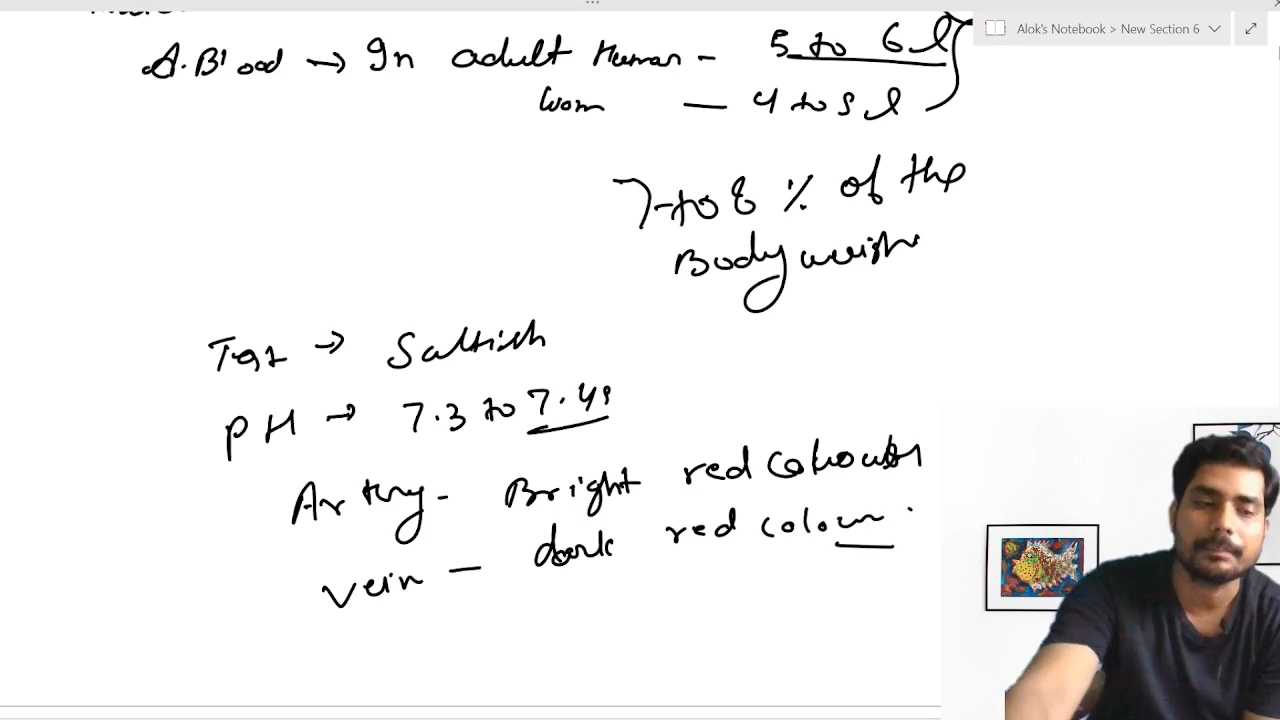 Alok's Notebook > New Section 6
A. Blood → In adult Human - 5 to 6 l
Wom — 4 to 5 l
7 to 8 % of the
Body weight
Test → Saltish
PH → 7.3 to 7.45
Artery - Bright red colour
Vein — dark red colour.